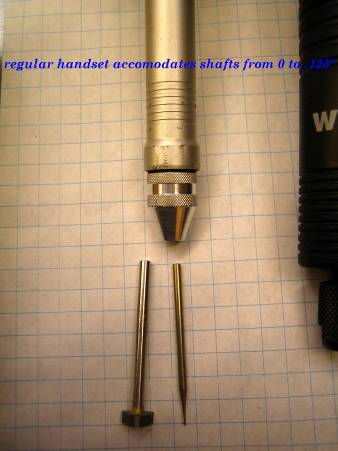 regular handset accomodates shafts from 0 to .125"
W